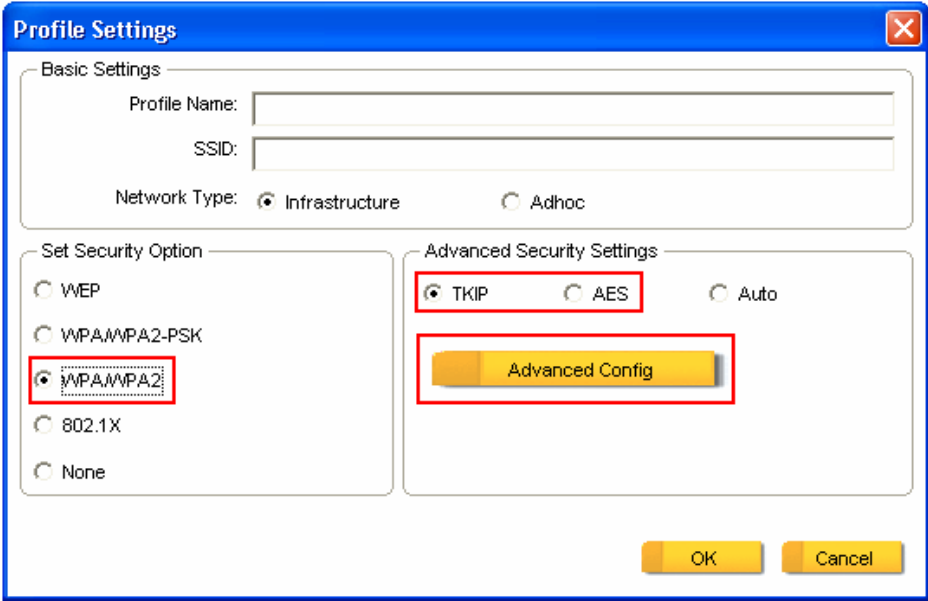 Profile Settings
Basic Settings
Profile Name:
SSID:
Network Type: Infrastructure Adhoc
Set Security Option
WEP
WPA/WPA2-PSK
WPA/WPA2
802.1X
None
Advanced Security Settings
TKIP AES Auto
Advanced Config
OK Cancel